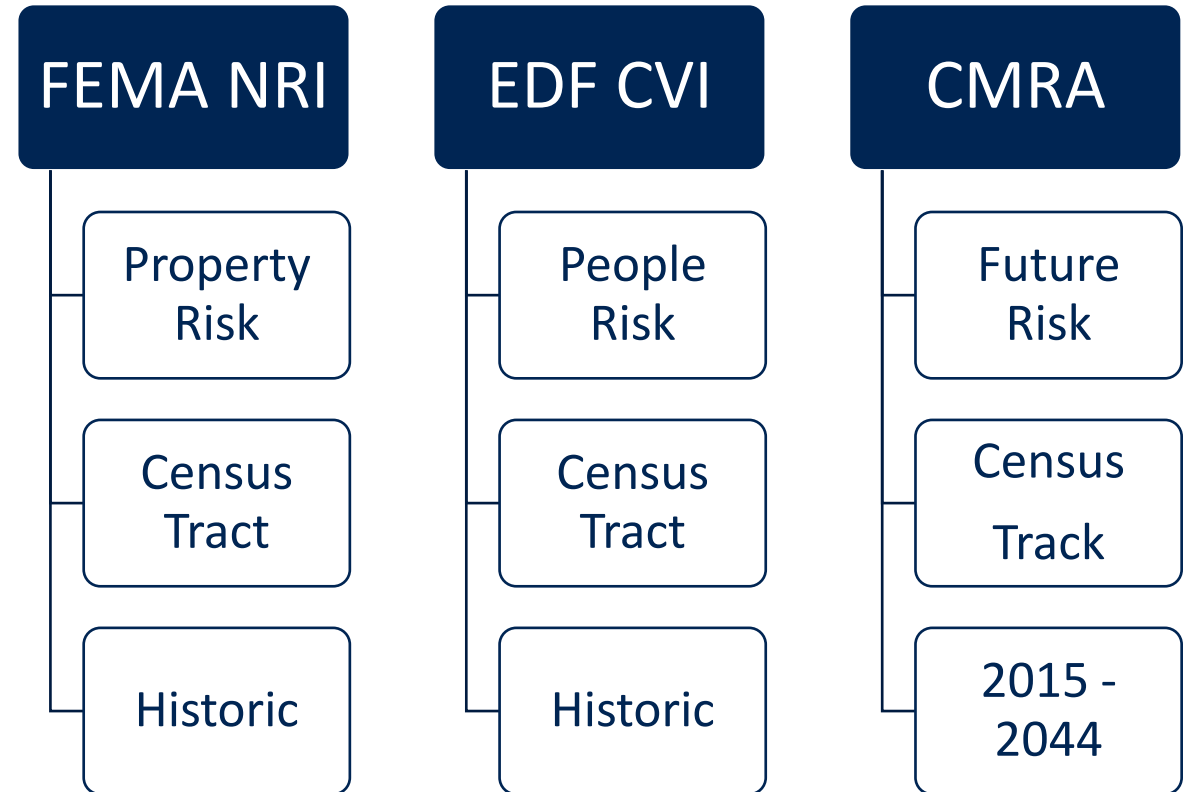 FEMA NRI
Property
Risk
Census
Tract
Historic
EDF CVI
People
Risk
Census
Tract
Historic
CMRA
Future
Risk
Census
Track
2015 -
2044